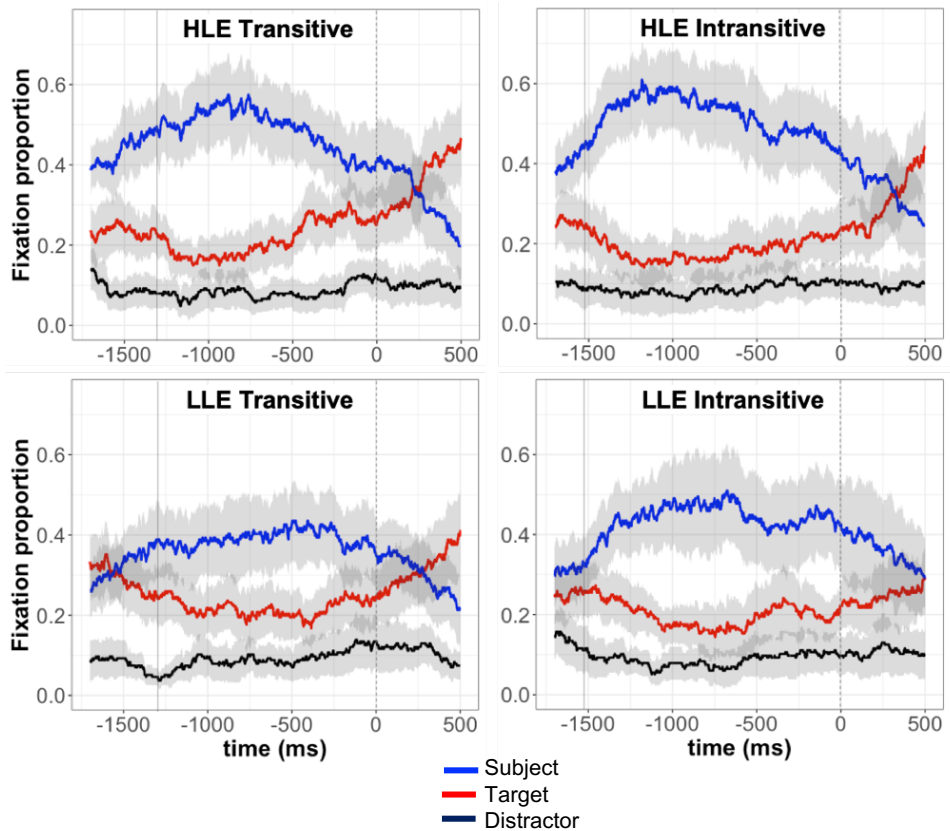 HLE Transitive
Fixation proportion
0.6
0.4
0.2
0.0
-1500 -1000 -500 0 500
HLE Intransitive
0.6
0.4
0.2
0.0
-1500 -1000 -500 0 500
LLE Transitive
Fixation proportion
0.6
0.4
0.2
0.0
-1500 -1000 -500 0 500
time (ms)
LLE Intransitive
0.6
0.4
0.2
0.0
-1500 -1000 -500 0 500
time (ms)
Subject
Target
Distractor